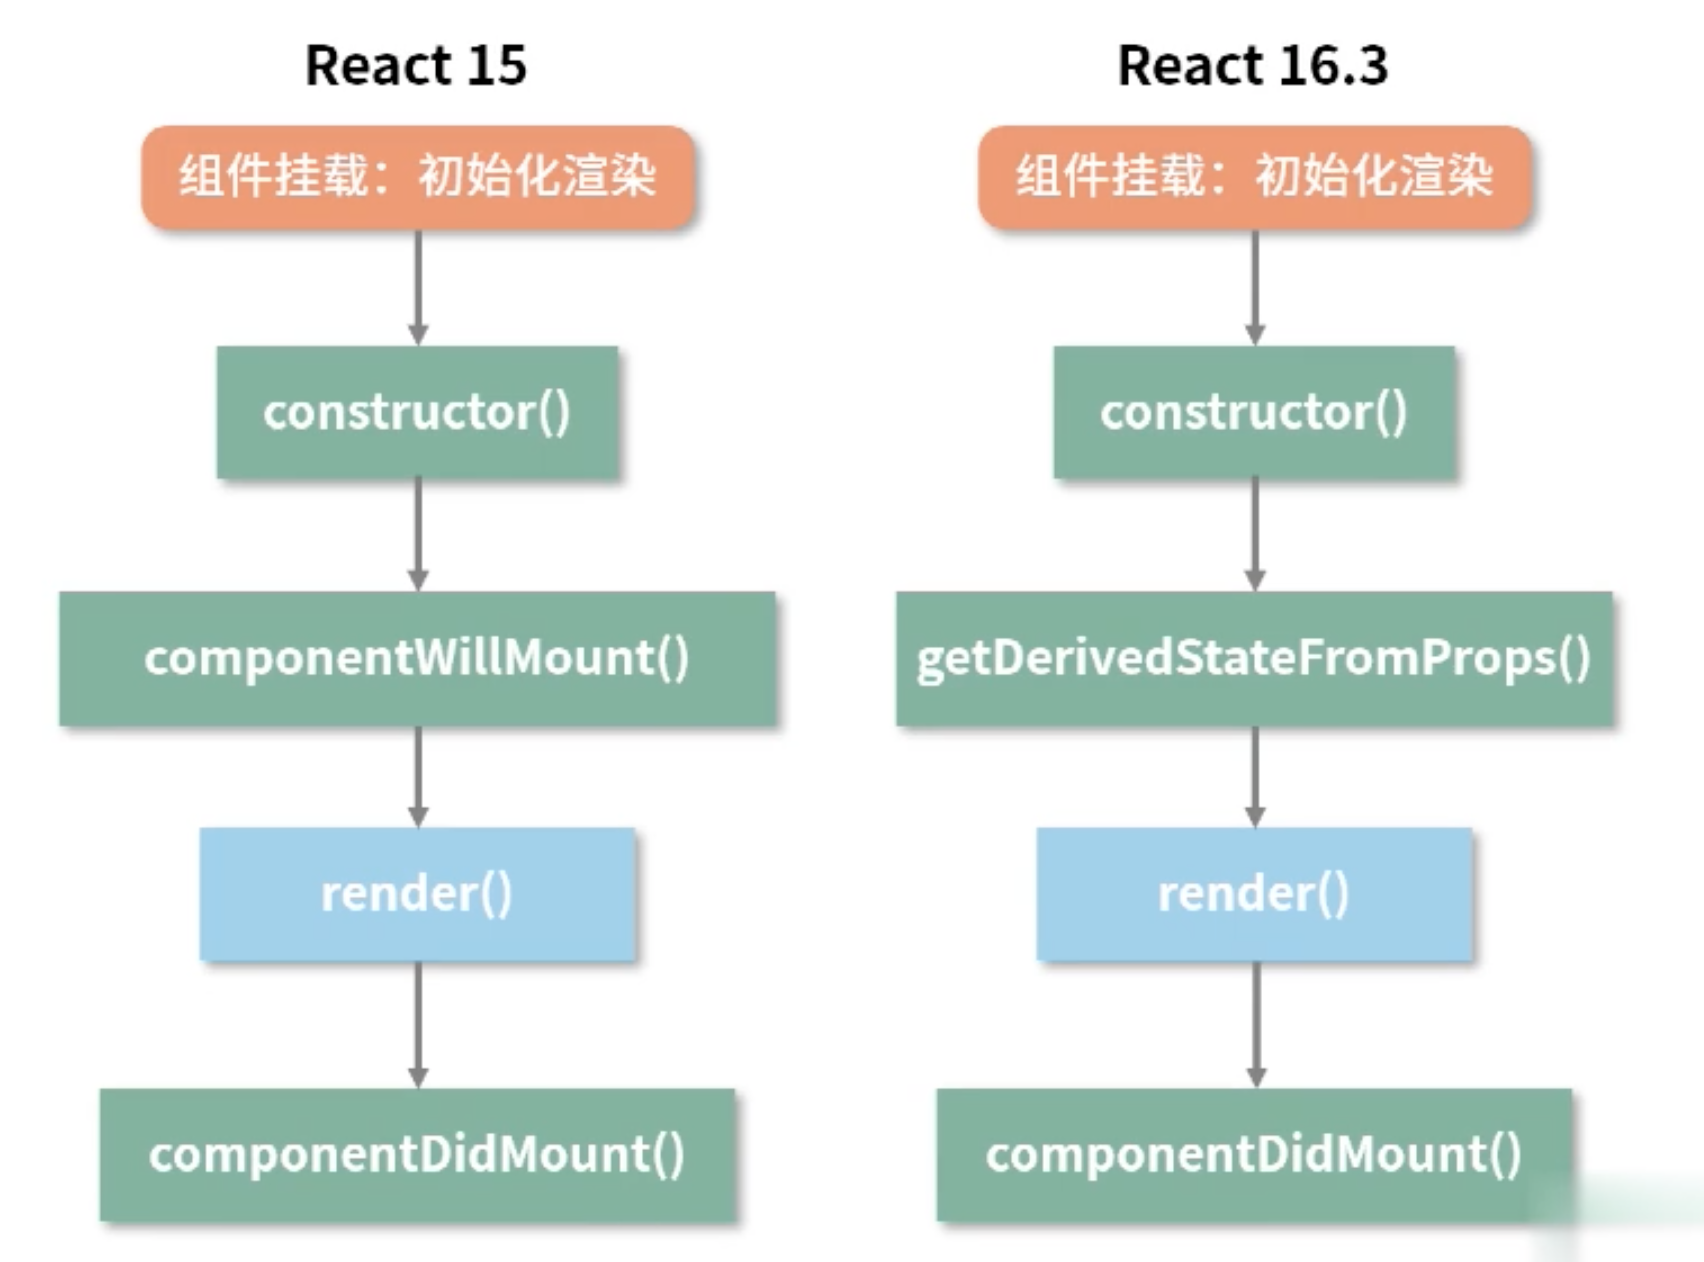 React 15
组件挂载：初始化渲染
constructor()
componentWillMount()
render()
componentDidMount()
React 16.3
组件挂载：初始化渲染
constructor()
getDerivedStateFromProps()
render()
componentDidMount()